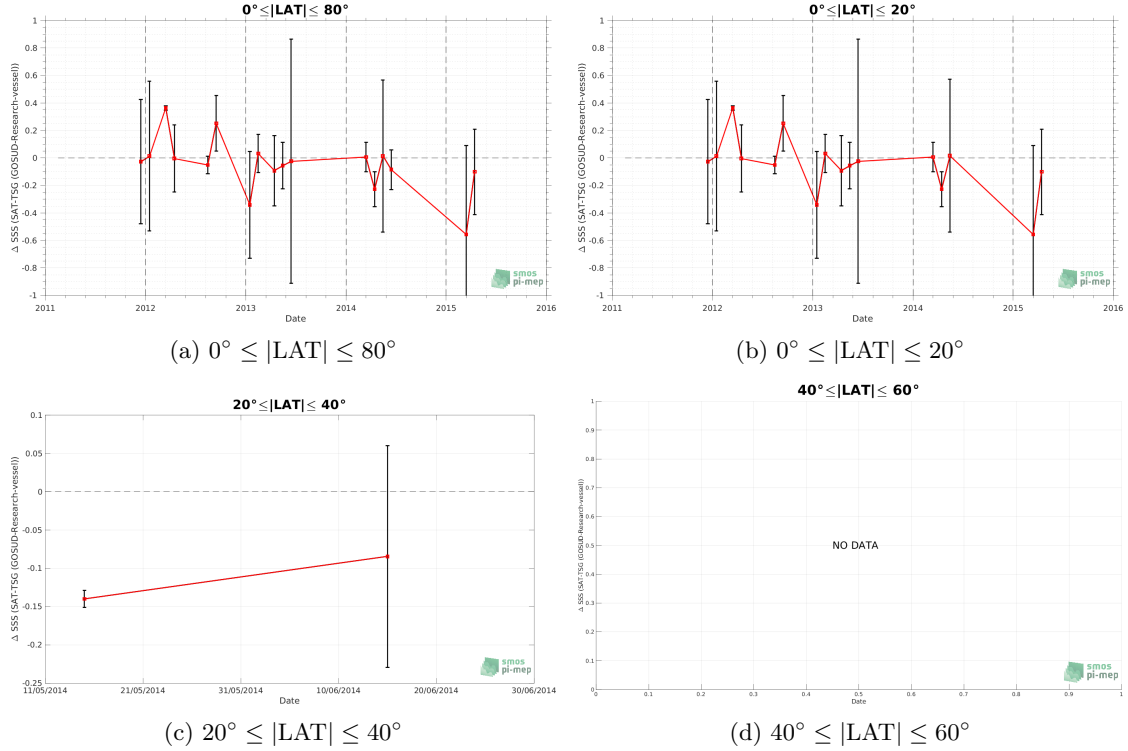 0°≤|LAT|≤ 80°
Δ SSS (SAT-TSG (GOSUD-Research-vessel))
1
0.8
0.6
0.4
0.2
0
-0.2
-0.4
-0.6
-0.8
-1
2011 2012 2013 2014 2015 2016
Date
smos
pi-mep
(a) 0° ≤ |LAT| ≤ 80°
0°≤|LAT|≤ 20°
Δ SSS (SAT-TSG (GOSUD-Research-vessel))
1
0.8
0.6
0.4
0.2
0
-0.2
-0.4
-0.6
-0.8
-1
2011 2012 2013 2014 2015 2016
Date
smos
pi-mep
(b) 0° ≤ |LAT| ≤ 20°
20°≤|LAT|≤ 40°
Δ SSS (SAT-TSG (GOSUD-Research-vessel))
0.1
0.05
0
-0.05
-0.1
-0.15
-0.2
-0.25
11/05/2014 21/05/2014 31/05/2014 10/06/2014 20/06/2014 30/06/2014
Date
smos
pi-mep
(c) 20° ≤ |LAT| ≤ 40°
40°≤|LAT|≤ 60°
Δ SSS (SAT-TSG (GOSUD-Research-vessel))
1
0.9
0.8
0.7
0.6
0.5
0.4
0.3
0.2
0.1
0
NO DATA
0 0.1 0.2 0.3 0.4 0.5 0.6 0.7 0.8 0.9 1
Date
smos
pi-mep
(d) 40° ≤ |LAT| ≤ 60°